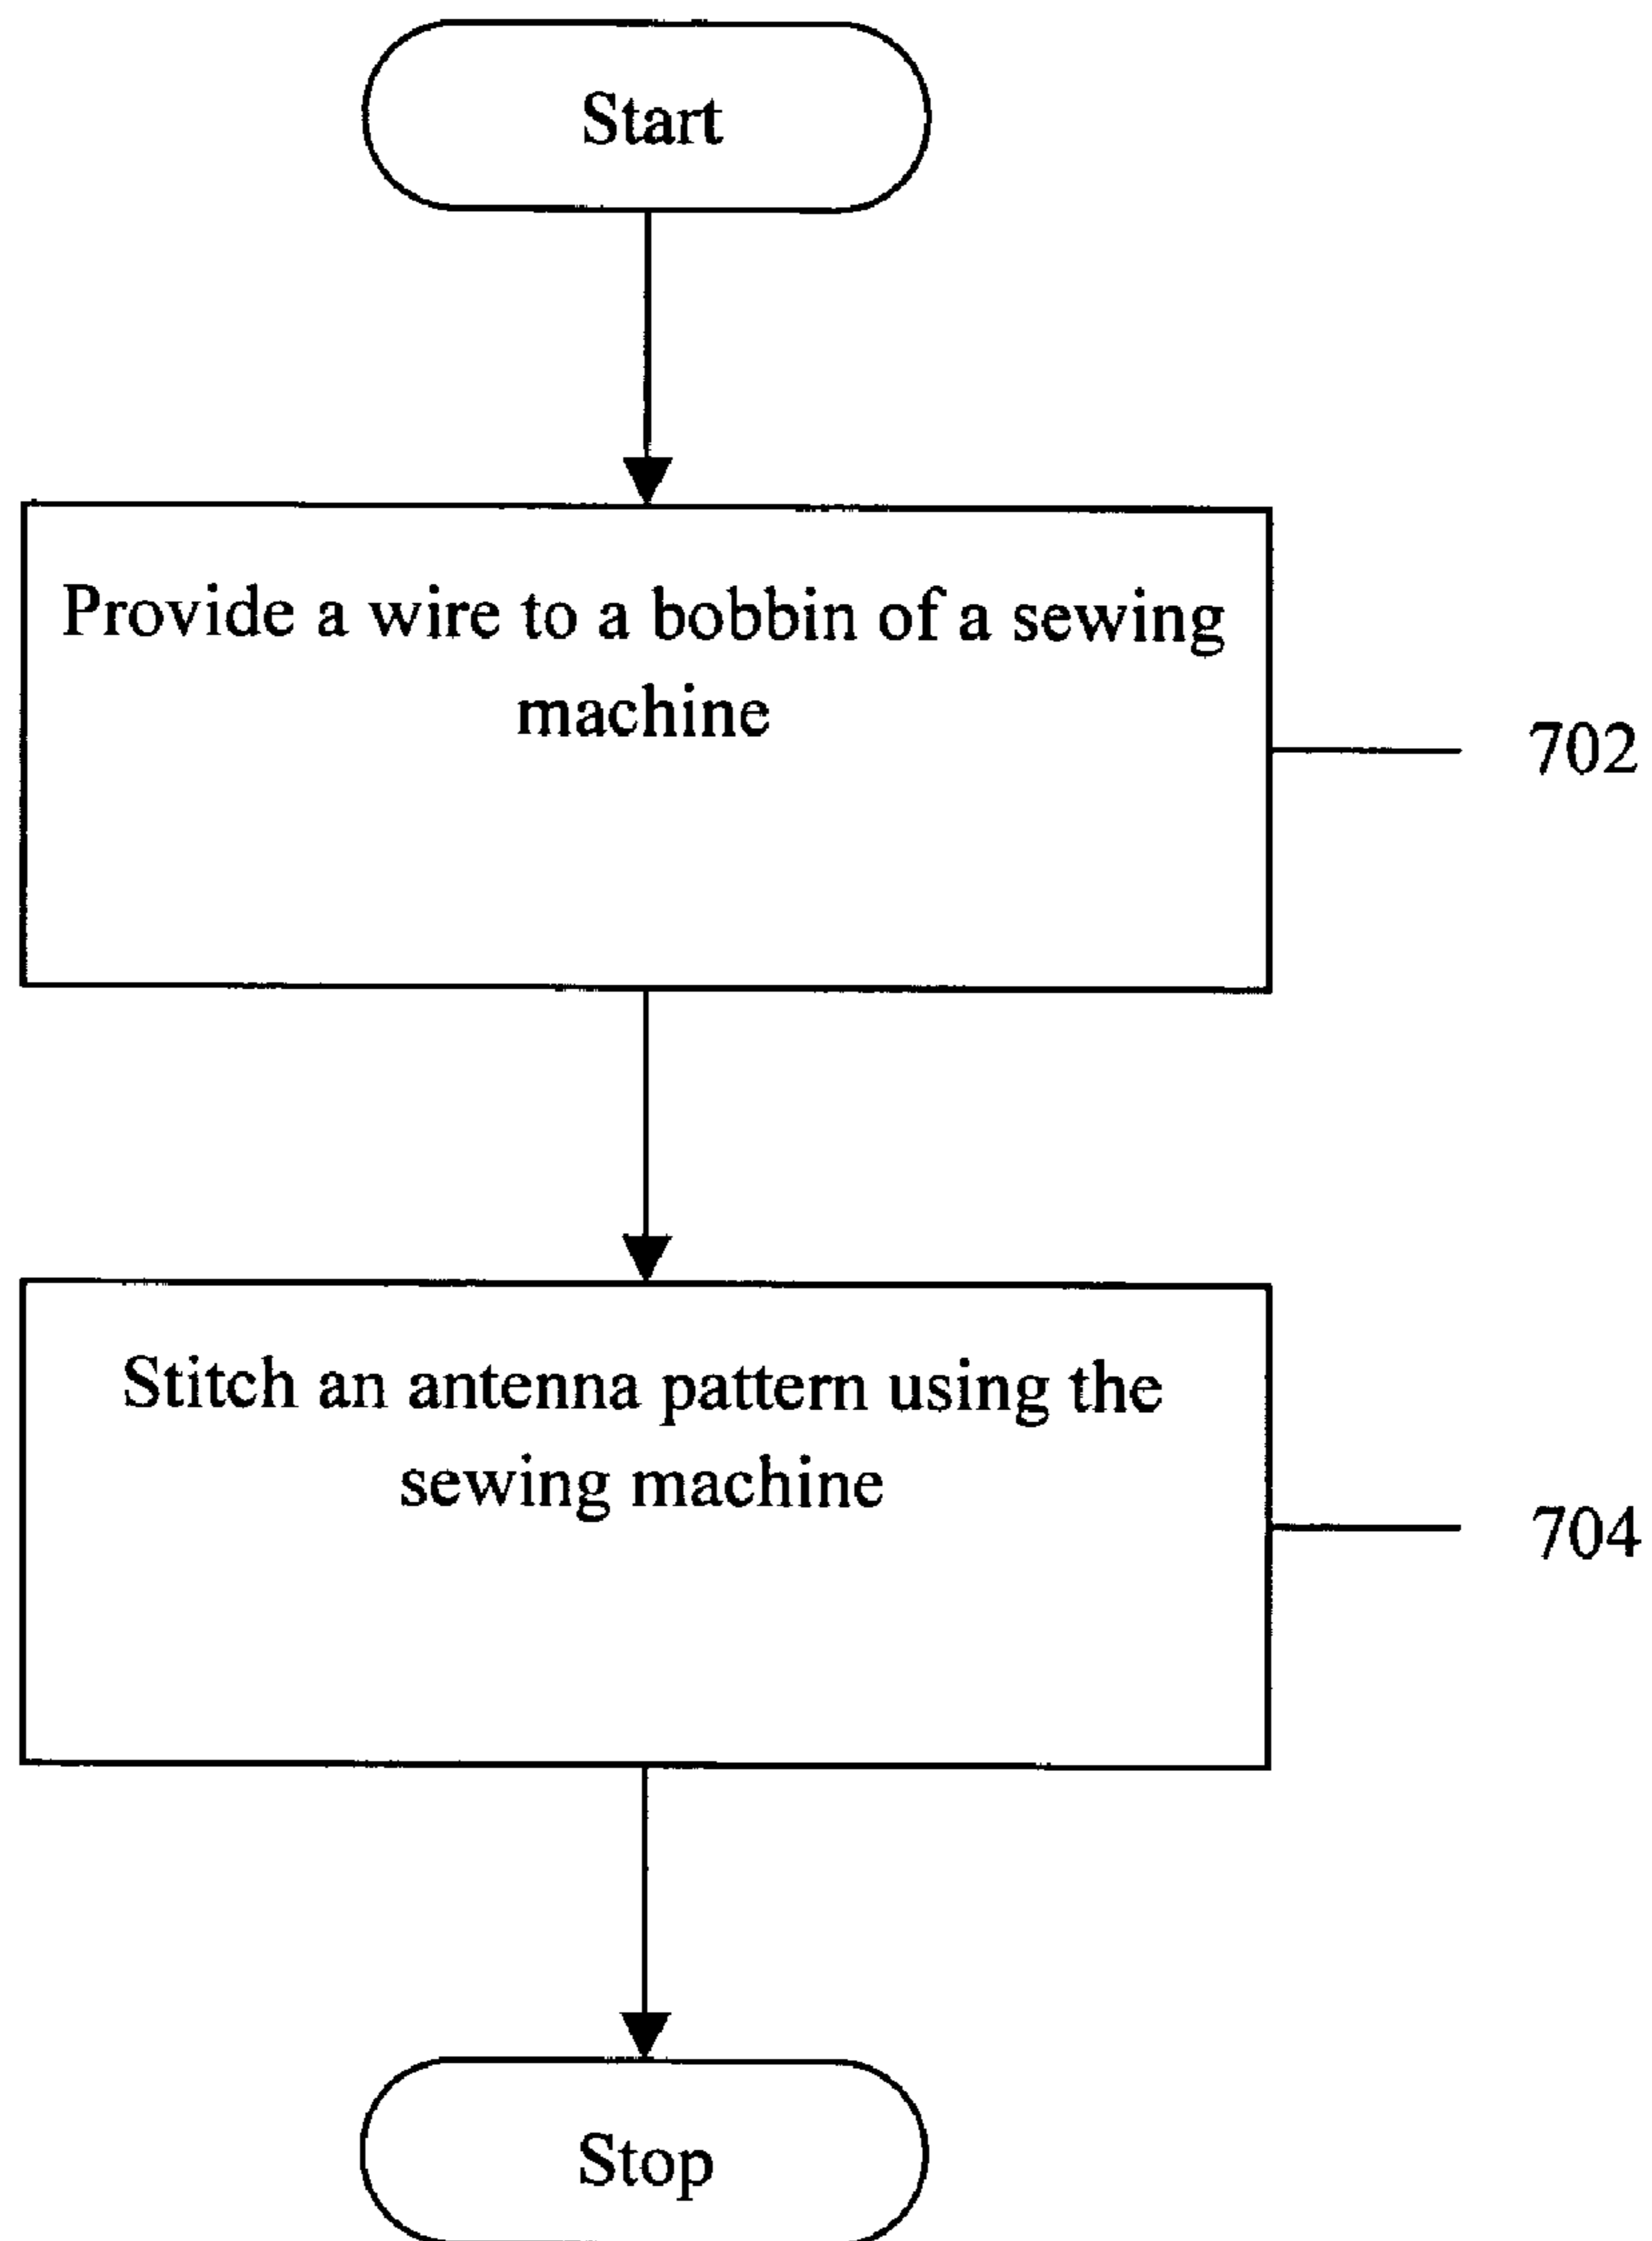 Start
Provide a wire to a bobbin of a sewing
machine
702
Stitch an antenna pattern using the
sewing machine
704
Stop